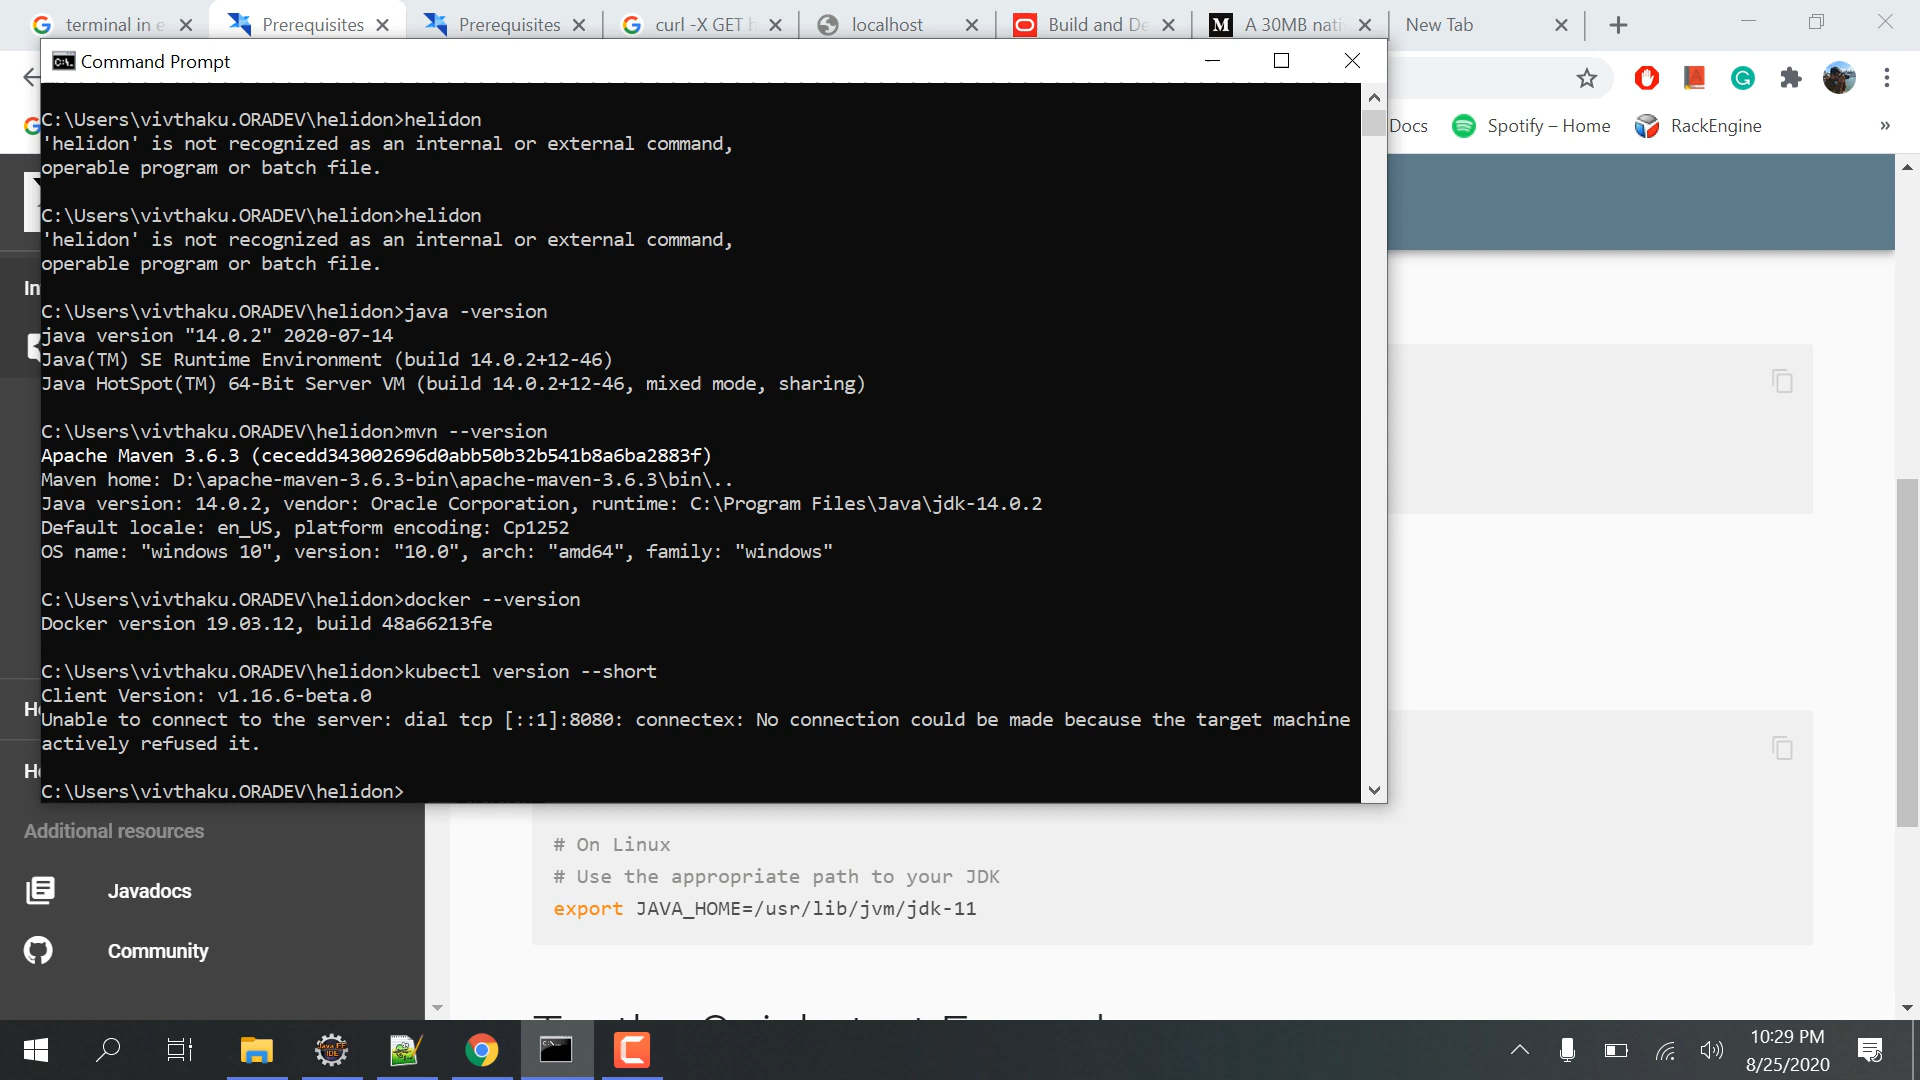 terminal in e
Prerequisites
Prerequisites
curl -X GET h
localhost
Build and De
A 30MB nati
New Tab
Command Prompt
Docs
Spotify – Home
RackEngine
»
C:\Users\vivthaku.ORADEV\helidon>helidon
'helidon' is not recognized as an internal or external command,
operable program or batch file.
C:\Users\vivthaku.ORADEV\helidon>helidon
'helidon' is not recognized as an internal or external command,
operable program or batch file.
C:\Users\vivthaku.ORADEV\helidon>java -version
java version "14.0.2" 2020-07-14
Java(TM) SE Runtime Environment (build 14.0.2+12-46)
Java HotSpot(TM) 64-Bit Server VM (build 14.0.2+12-46, mixed mode, sharing)
C:\Users\vivthaku.ORADEV\helidon>mvn --version
Apache Maven 3.6.3 (cecedd343002696d0abb50b32b541b8a6ba2883f)
Maven home: D:\apache-maven-3.6.3-bin\apache-maven-3.6.3\bin\..
Java version: 14.0.2, vendor: Oracle Corporation, runtime: C:\Program Files\Java\jdk-14.0.2
Default locale: en_US, platform encoding: Cp1252
OS name: "windows 10", version: "10.0", arch: "amd64", family: "windows"
C:\Users\vivthaku.ORADEV\helidon>docker --version
Docker version 19.03.12, build 48a66213fe
C:\Users\vivthaku.ORADEV\helidon>kubectl version --short
Client Version: v1.16.6-beta.0
Unable to connect to the server: dial tcp [::1]:8080: connectex: No connection could be made because the target machine
actively refused it.
C:\Users\vivthaku.ORADEV\helidon>
In
He
He
Additional resources
Javadocs
Community
# On Linux
# Use the appropriate path to your JDK
export JAVA_HOME=/usr/lib/jvm/jdk-11
10:29 PM
8/25/2020